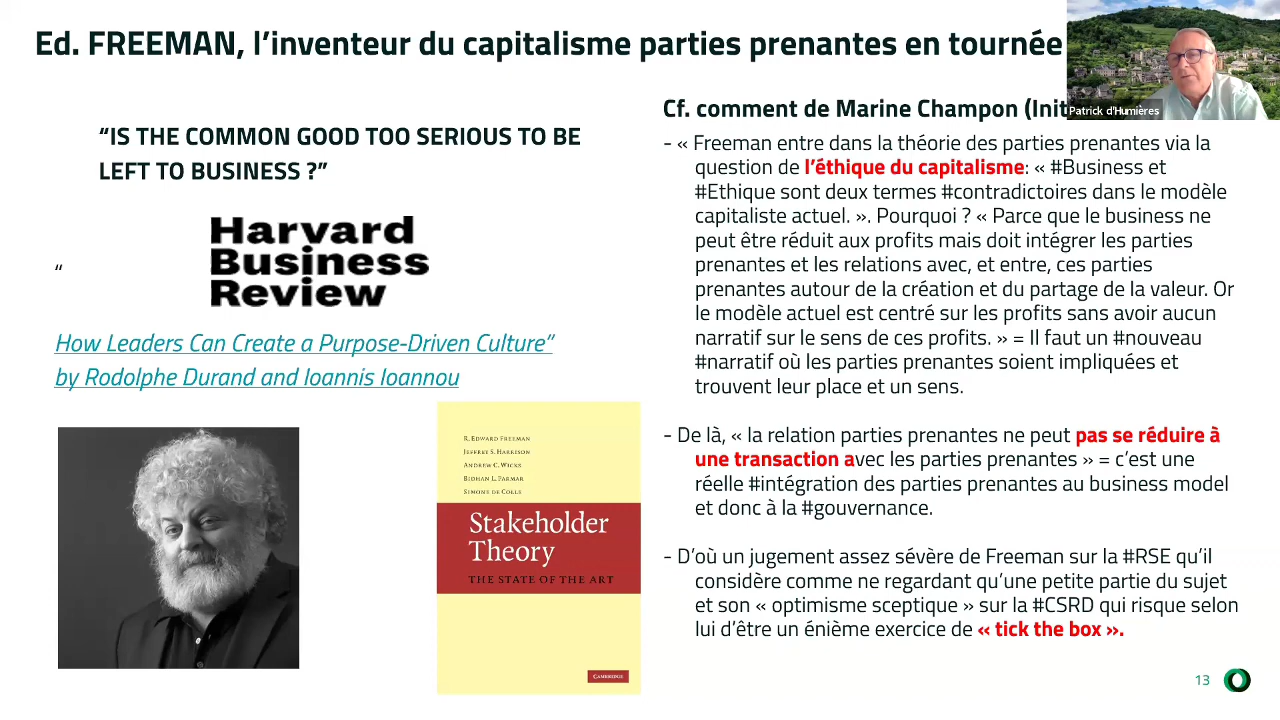 Ed. FREEMAN, l’inventeur du capitalisme parties prenantes en tournée
Patrick d'Humières
“IS THE COMMON GOOD TOO SERIOUS TO BE
LEFT TO BUSINESS ?”
Harvard
Business
Review
“
How Leaders Can Create a Purpose-Driven Culture”
by Rodolphe Durand and Ioannis Ioannou
R. EDWARD FREEMAN
JEFFREY S. HARRISON
ANDREW C. WICKS
BIDHAN L. PARMAR
SIMONE DE COLLE
Stakeholder
Theory
THE STATE OF THE ART
CAMBRIDGE
Cf. comment de Marine Champon (Init
- « Freeman entre dans la théorie des parties prenantes via la
question de l’éthique du capitalisme: « #Business et
#Ethique sont deux termes #contradictoires dans le modèle
capitaliste actuel. ». Pourquoi ? « Parce que le business ne
peut être réduit aux profits mais doit intégrer les parties
prenantes et les relations avec, et entre, ces parties
prenantes autour de la création et du partage de la valeur. Or
le modèle actuel est centré sur les profits sans avoir aucun
narratif sur le sens de ces profits. » = Il faut un #nouveau
#narratif où les parties prenantes soient impliquées et
trouvent leur place et un sens.
- De là, « la relation parties prenantes ne peut pas se réduire à
une transaction avec les parties prenantes » = c’est une
réelle #intégration des parties prenantes au business model
et donc à la #gouvernance.
- D’où un jugement assez sévère de Freeman sur la #RSE qu’il
considère comme ne regardant qu’une petite partie du sujet
et son « optimisme sceptique » sur la #CSRD qui risque selon
lui d’être un énième exercice de « tick the box ».
13